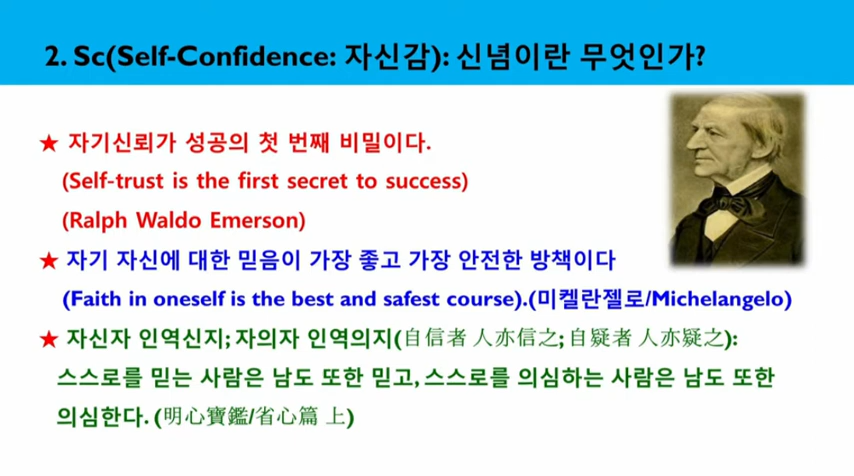 2. Sc(Self-Confidence: 자신감): 신념이란 무엇인가?
★ 자기신뢰가 성공의 첫 번째 비밀이다.
(Self-trust is the first secret to success)
(Ralph Waldo Emerson)
★ 자기 자신에 대한 믿음이 가장 좋고 가장 안전한 방책이다
(Faith in oneself is the best and safest course).(미켈란젤로/Michelangelo)
★ 자신자 인역신지; 자의자 인역의지(自信者 人亦信之; 自疑者 人亦疑之):
스스로를 믿는 사람은 남도 또한 믿고, 스스로를 의심하는 사람은 남도 또한
의심한다. (明心寶鑑/省心篇 上)